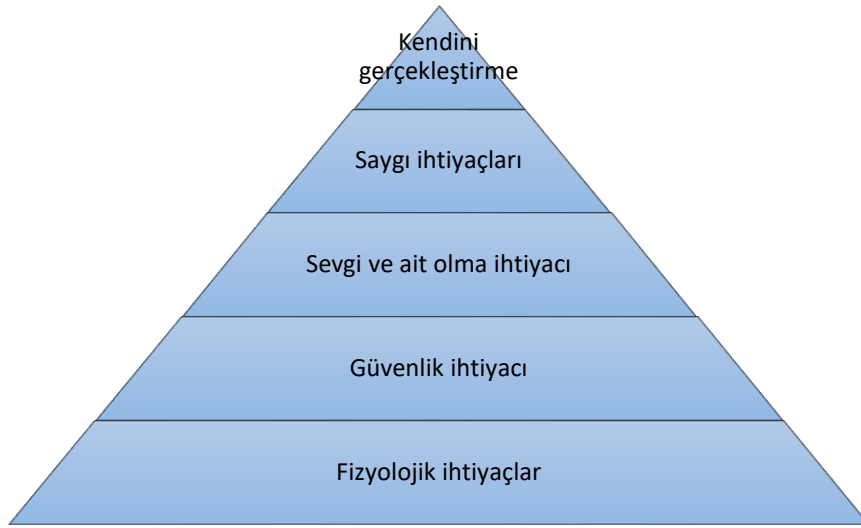 Kendini
gerçekleştirme
Saygı ihtiyaçları
Sevgi ve ait olma ihtiyacı
Güvenlik ihtiyacı
Fizyolojik ihtiyaçlar